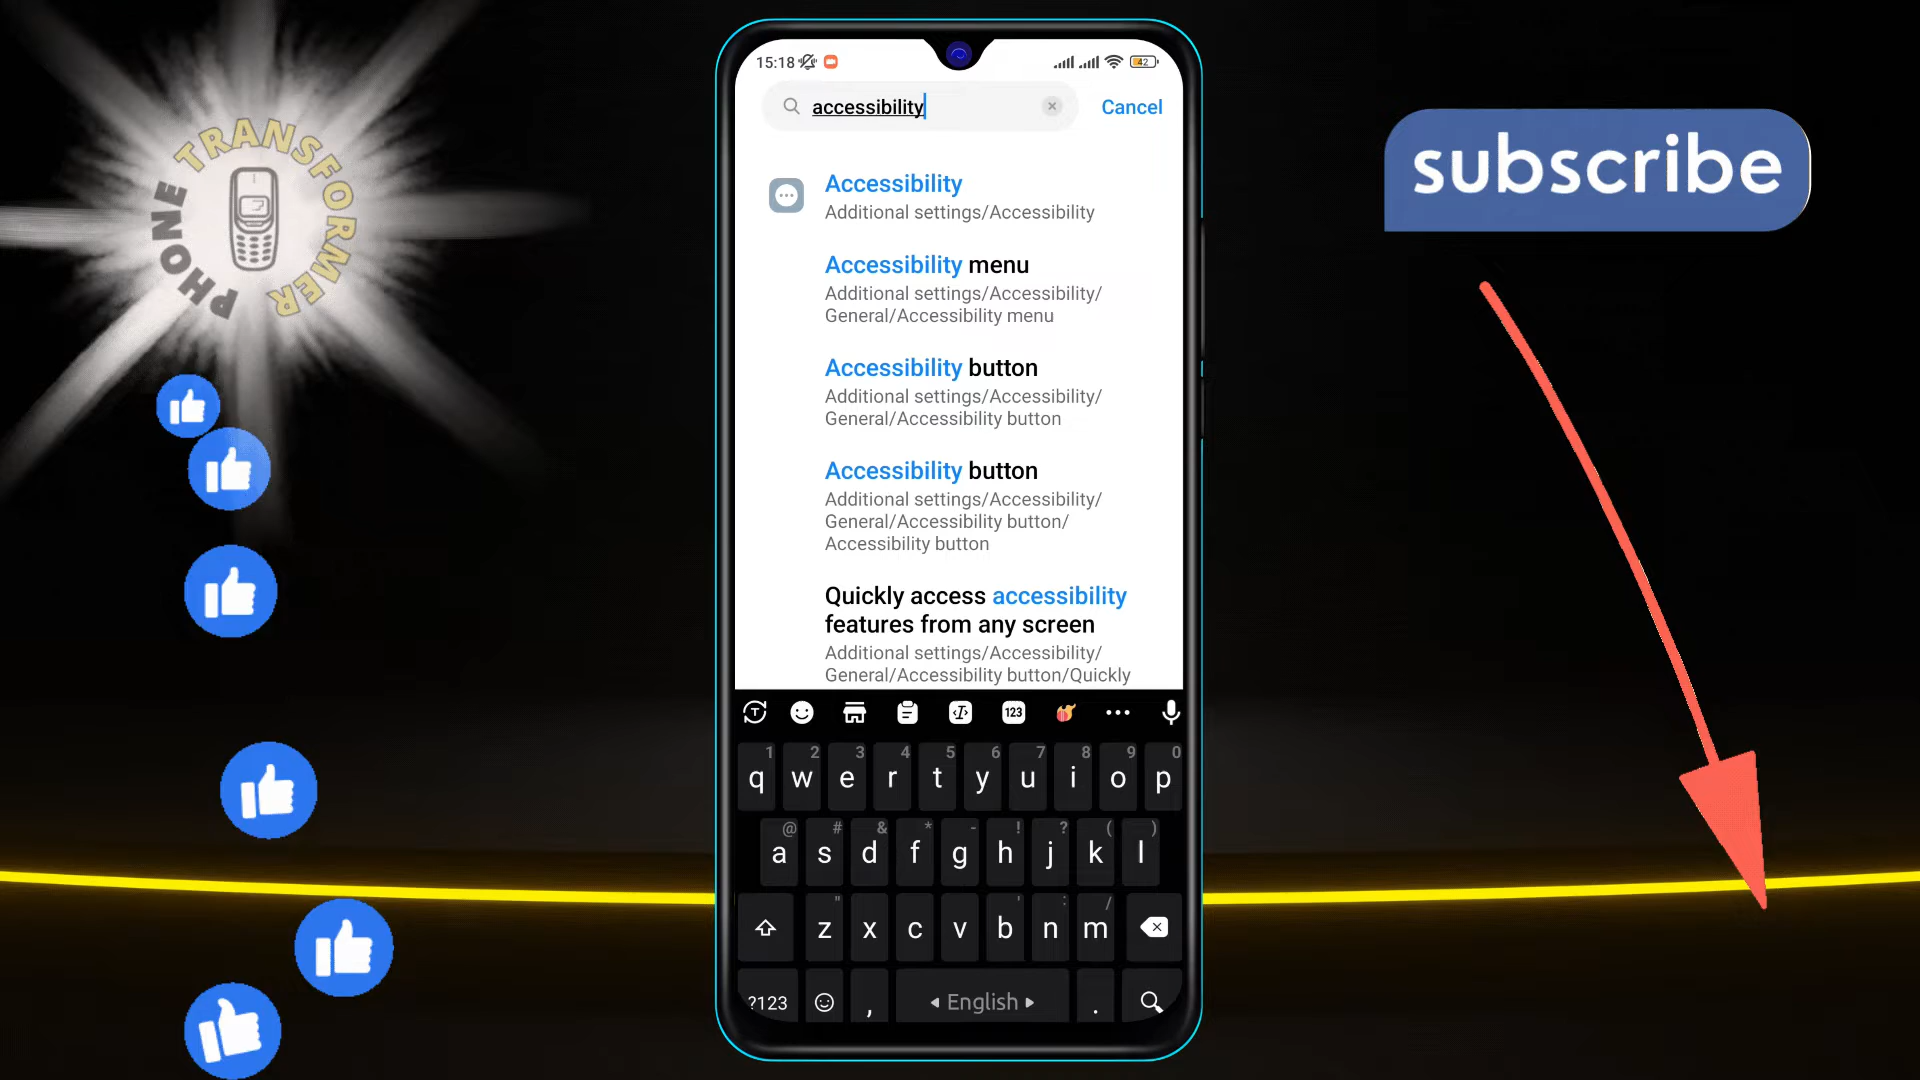 PHONE TRANSFORMER
subscribe
15:18
42
accessibility
Cancel
Accessibility
Additional settings/Accessibility
Accessibility menu
Additional settings/Accessibility/
General/Accessibility menu
Accessibility button
Additional settings/Accessibility/
General/Accessibility button
Accessibility button
Additional settings/Accessibility/
General/Accessibility button/
Accessibility button
Quickly access accessibility
features from any screen
Additional settings/Accessibility/
General/Accessibility button/Quickly
T 123
1 2 3 4 5 6 7 8 9 0
q w e r t y u i o p
@ # & * - ! ? ( )
a s d f g h j k l
" ' : /
z x c v b n m
?123 , English .